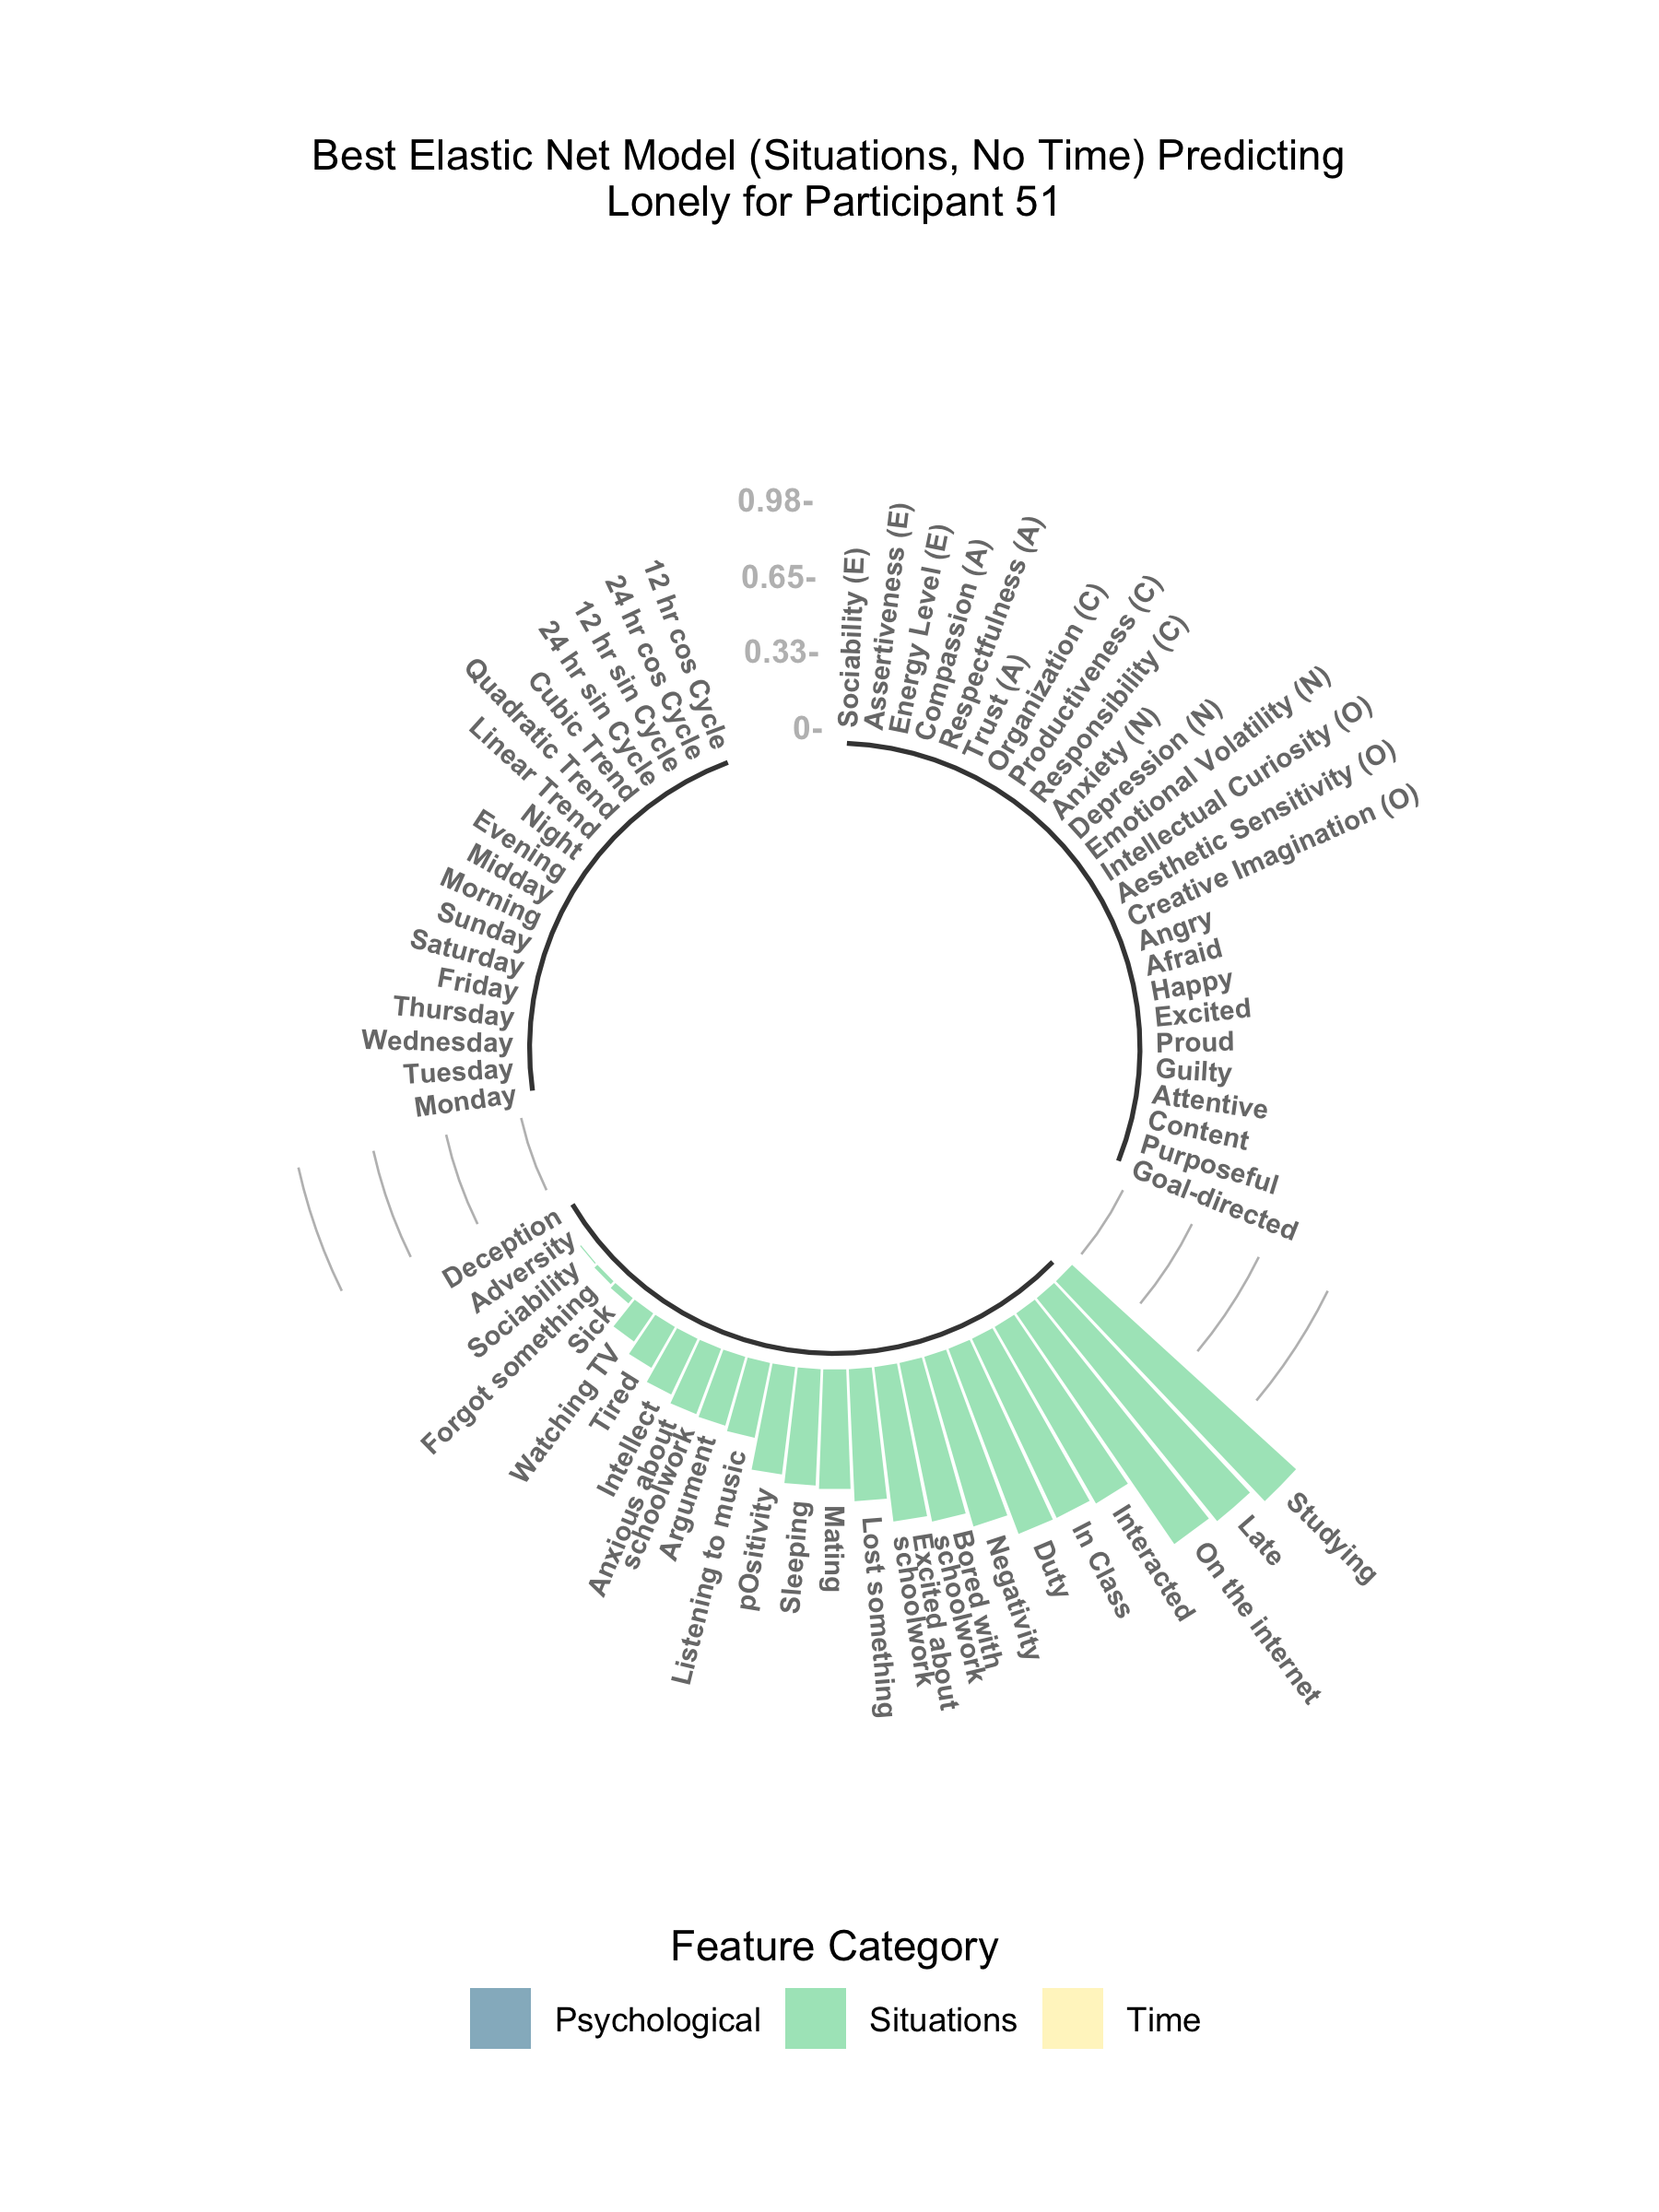 Best Elastic Net Model (Situations, No Time) Predicting
Lonely for Participant 51
0.98-
0.65-
0.33-
0-
Sociability (E)
Assertiveness (E)
Energy Level (E)
Compassion (A)
Respectfulness (A)
Trust (A)
Organization (C)
Productiveness (C)
Responsibility (C)
Anxiety (N)
Depression (N)
Emotional Volatility (N)
Intellectual Curiosity (O)
Aesthetic Sensitivity (O)
Creative Imagination (O)
Angry
Afraid
Happy
Excited
Proud
Guilty
Attentive
Content
Purposeful
Goal-directed
Studying
Late
On the internet
Interacted
In Class
Duty
Negativity
Bored with
schoolwork
Excited about
schoolwork
Lost something
Mating
Sleeping
pOsitivity
Listening to music
Argument
Anxious about
schoolwork
Intellect
Tired
Watching TV
Sick
Forgot something
Sociability
Adversity
Deception
Monday
Tuesday
Wednesday
Thursday
Friday
Saturday
Sunday
Morning
Midday
Evening
Night
Linear Trend
Quadratic Trend
Cubic Trend
24 hr sin Cycle
12 hr sin Cycle
24 hr cos Cycle
12 hr cos Cycle
Feature Category
Psychological
Situations
Time